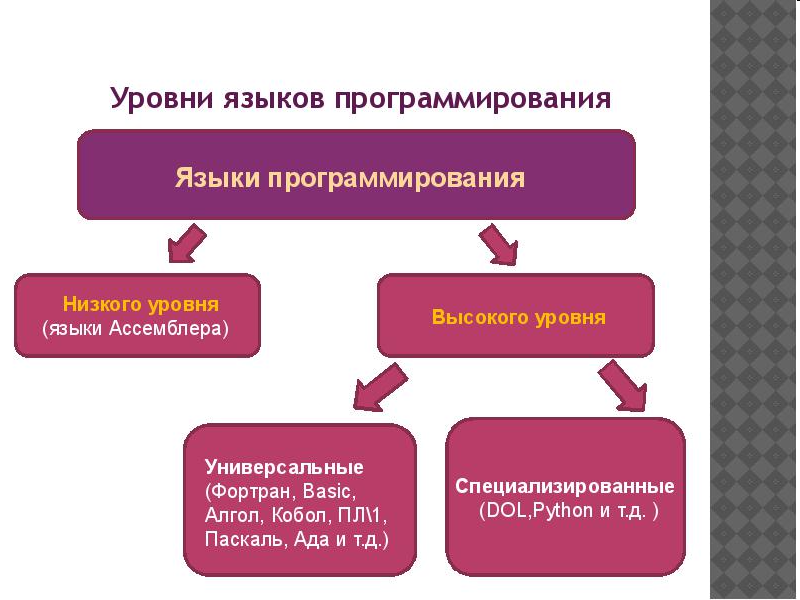 Уровни языков программирования
Языки программирования
Низкого уровня
(языки Ассемблера)
Высокого уровня
Универсальные
(Фортран, Basic,
Алгол, Кобол, ПЛ\1,
Паскаль, Ада и т.д.)
Специализированные
(DOL,Python и т.д. )